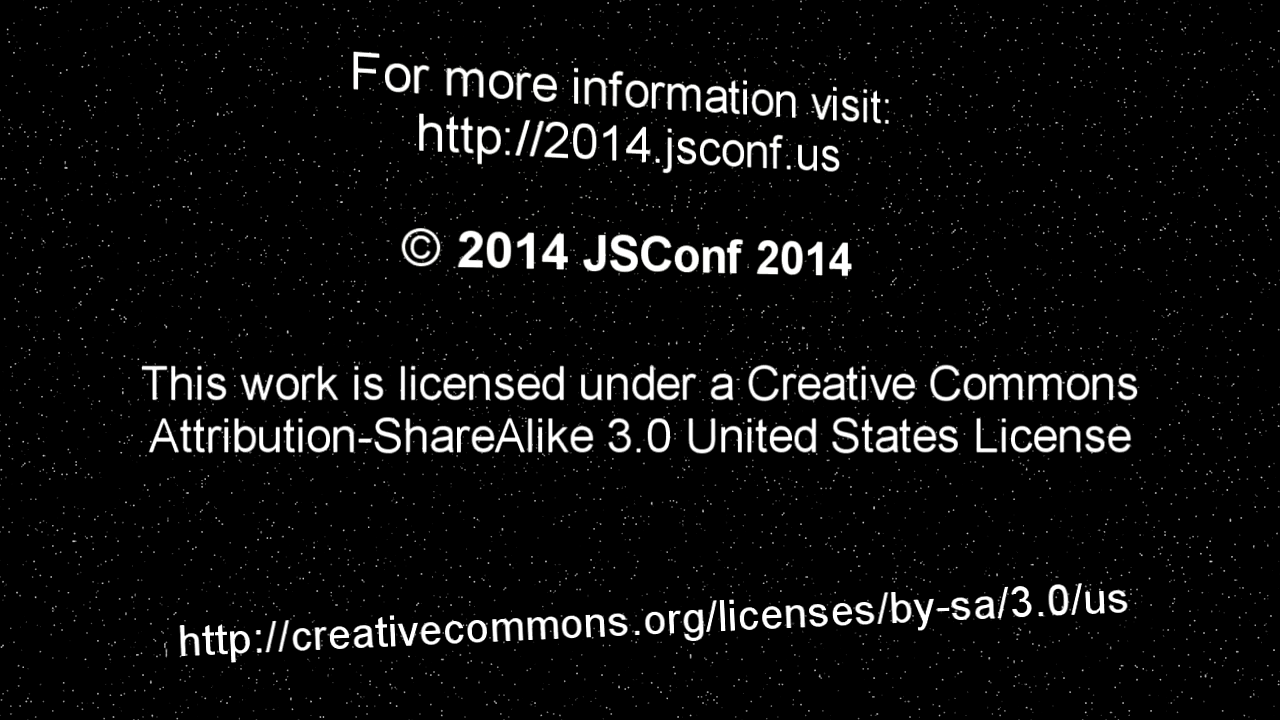 For more information visit:
http://2014.jsconf.us
© 2014 JSConf 2014
This work is licensed under a Creative Commons
Attribution-ShareAlike 3.0 United States License
http://creativecommons.org/licenses/by-sa/3.0/us